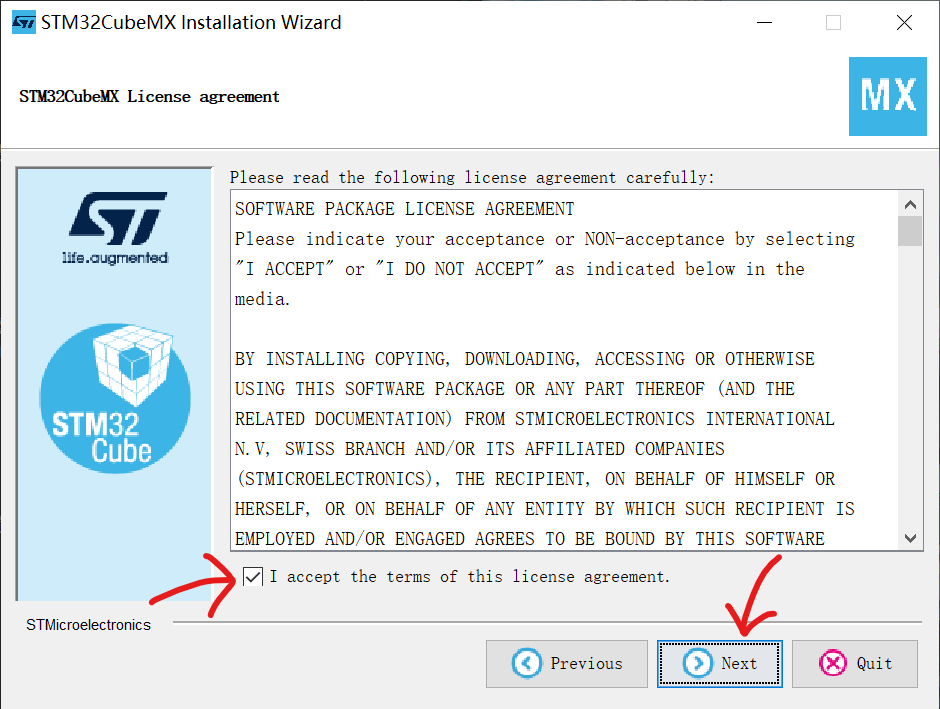 STM32CubeMX Installation Wizard
STM32CubeMX License agreement
MX
ST
life.augmented
STM32
Cube
Please read the following license agreement carefully:
SOFTWARE PACKAGE LICENSE AGREEMENT
Please indicate your acceptance or NON-acceptance by selecting
"I ACCEPT" or "I DO NOT ACCEPT" as indicated below in the
media.
BY INSTALLING COPYING, DOWNLOADING, ACCESSING OR OTHERWISE
USING THIS SOFTWARE PACKAGE OR ANY PART THEREOF (AND THE
RELATED DOCUMENTATION) FROM STMICROELECTRONICS INTERNATIONAL
N.V, SWISS BRANCH AND/OR ITS AFFILIATED COMPANIES
(STMICROELECTRONICS), THE RECIPIENT, ON BEHALF OF HIMSELF OR
HERSELF, OR ON BEHALF OF ANY ENTITY BY WHICH SUCH RECIPIENT IS
EMPLOYED AND/OR ENGAGED AGREES TO BE BOUND BY THIS SOFTWARE
I accept the terms of this license agreement.
STMicroelectronics
Previous Next Quit